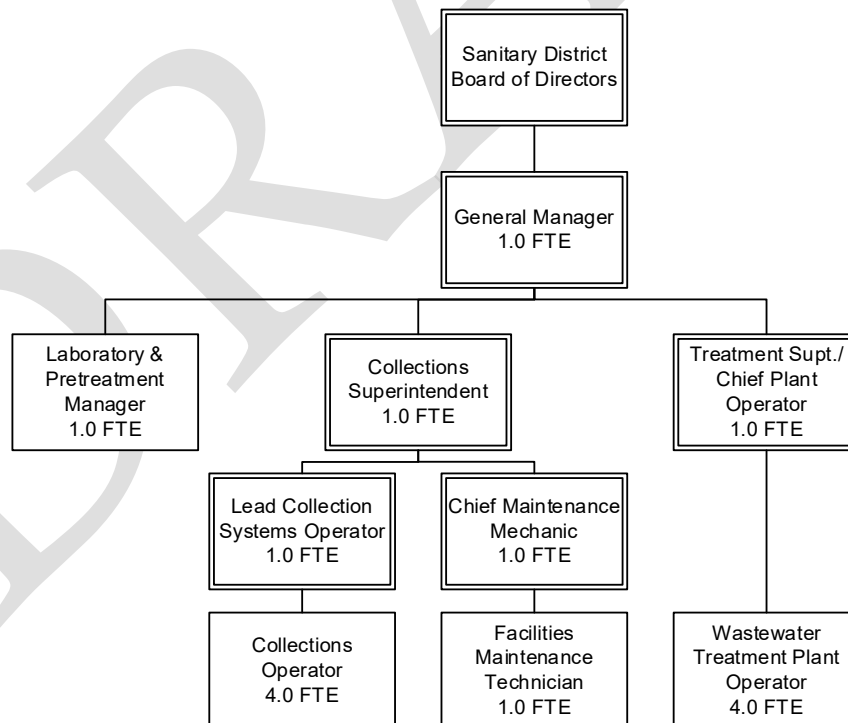 Sanitary District
Board of Directors
General Manager
1.0 FTE
Laboratory &
Pretreatment
Manager
1.0 FTE
Collections
Superintendent
1.0 FTE
Treatment Supt./
Chief Plant
Operator
1.0 FTE
Lead Collection
Systems Operator
1.0 FTE
Chief Maintenance
Mechanic
1.0 FTE
Collections
Operator
4.0 FTE
Facilities
Maintenance
Technician
1.0 FTE
Wastewater
Treatment Plant
Operator
4.0 FTE